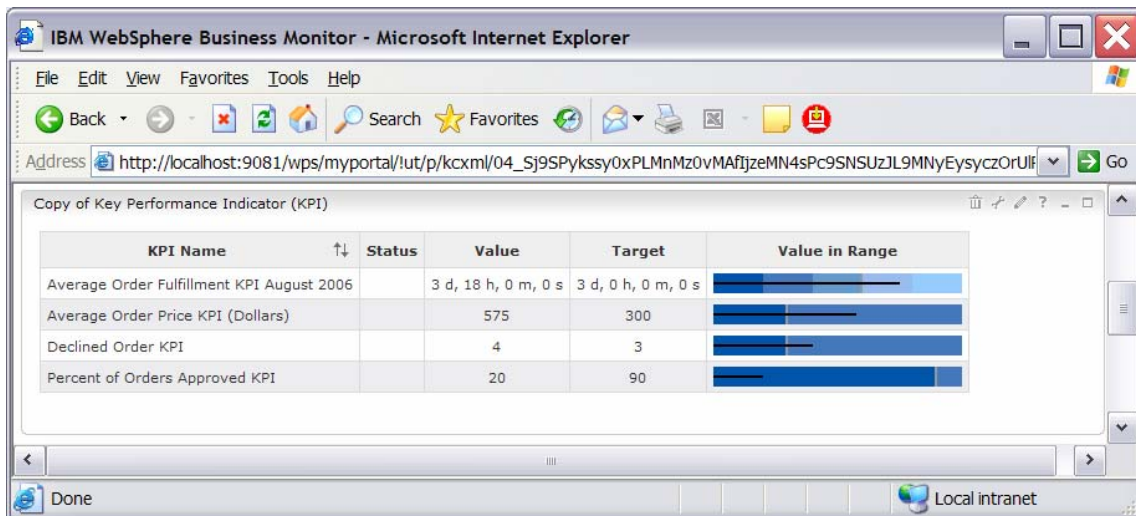 IBM WebSphere Business Monitor - Microsoft Internet Explorer
File Edit View Favorites Tools Help
Back Search Favorites
Address http://localhost:9081/wps/myportal/!ut/p/kcxml/04_Sj9SPykssy0xPLMnMz0vMAfIjzeMN4sPc9SNSUzJL9MNyEysyczOrUlF Go
Copy of Key Performance Indicator (KPI) ?
KPI Name Status Value Target Value in Range
Average Order Fulfillment KPI August 2006 3 d, 18 h, 0 m, 0 s 3 d, 0 h, 0 m, 0 s
Average Order Price KPI (Dollars) 575 300
Declined Order KPI 4 3
Percent of Orders Approved KPI 20 90
Done Local intranet